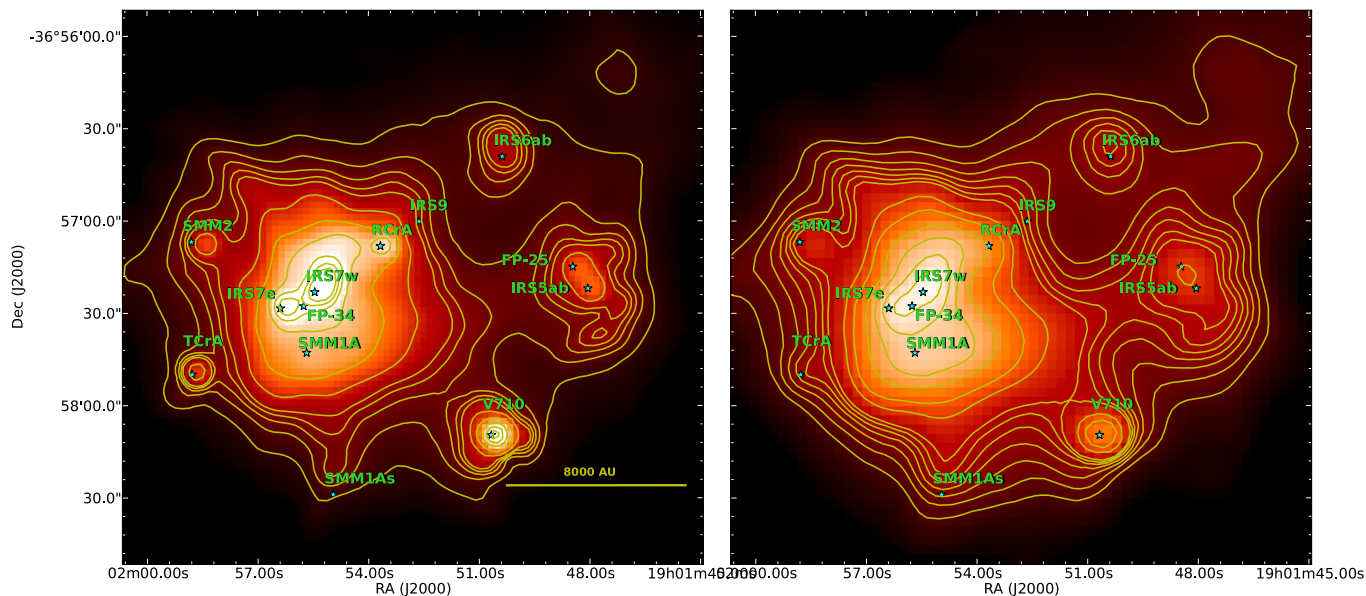 -36°56'00.0"
30.0"
57'00.0"
30.0"
58'00.0"
30.0"
Dec (J2000)
IRS6ab
IRS9
SMM2
RCrA
FP-25
IRS7w
IRS5ab
IRS7e
FP-34
TCrA
SMM1A
V710
8000 AU
SMM1As
02m00.00s
57.00s
54.00s
51.00s
48.00s
19h01m45.00s
RA (J2000)
IRS6ab
IRS9
SMM2
RCrA
FP-25
IRS7w
IRS5ab
IRS7e
FP-34
TCrA
SMM1A
V710
SMM1As
02m00.00s
57.00s
54.00s
51.00s
48.00s
19h01m45.00s
RA (J2000)